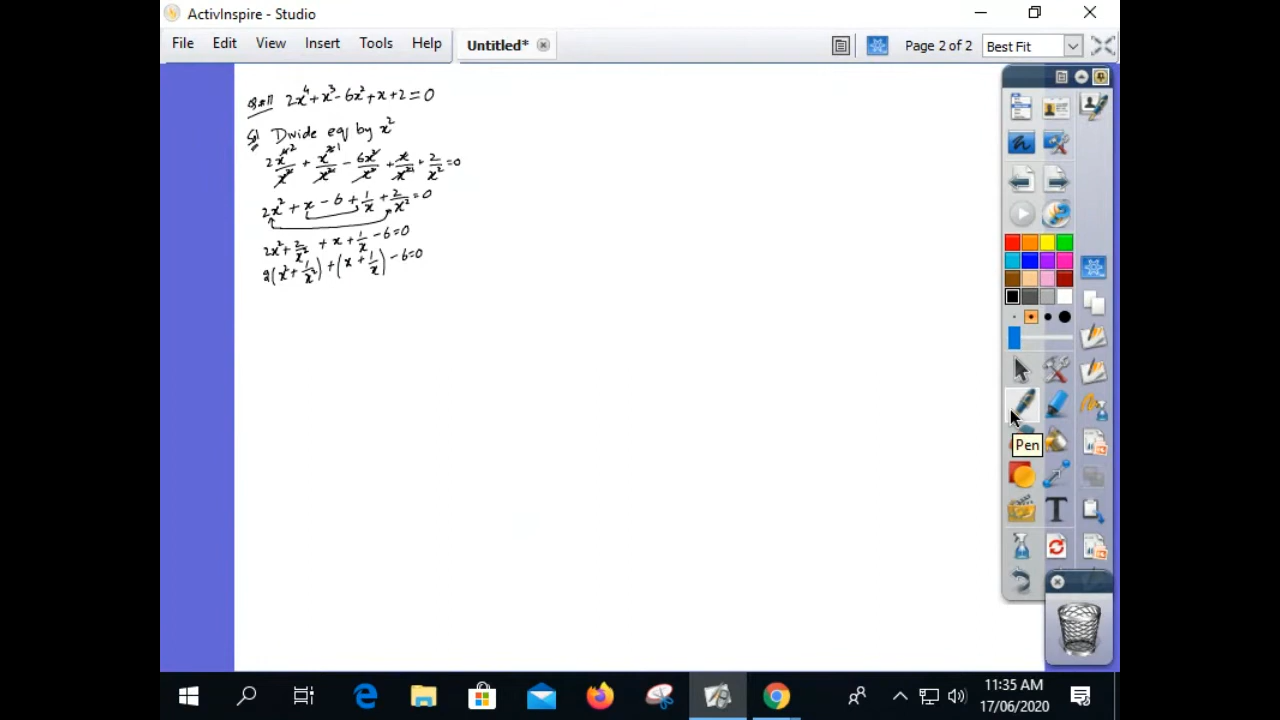 ActivInspire - Studio
File Edit View Insert Tools Help Untitled* Page 2 of 2 Best Fit
Q#11 2x⁴+x³-6x²+x+2=0
Sol Divide eq by x²
2x⁴/x² + x³/x² - 6x²/x² + x/x² + 2/x² =0
2x² + x - 6 + 1/x + 2/x² =0
2x² + 2/x² + x + 1/x - 6=0
2(x² + 1/x²) + (x + 1/x) - 6=0
Pen
T
11:35 AM
17/06/2020